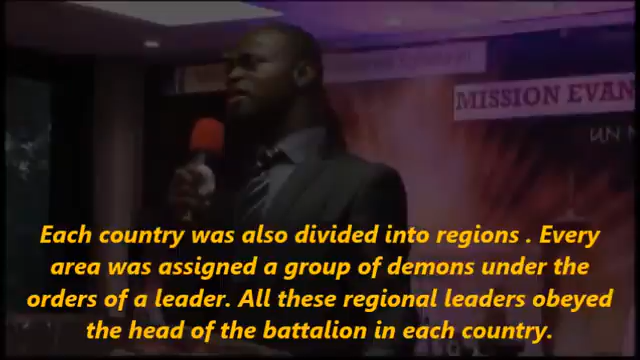 MISSION EVAN
UN
Each country was also divided into regions . Every
area was assigned a group of demons under the
orders of a leader. All these regional leaders obeyed
the head of the battalion in each country.